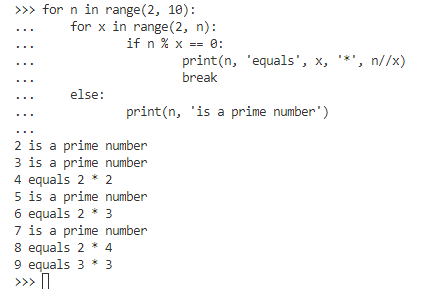 >>> for n in range(2, 10):
...     for x in range(2, n):
...             if n % x == 0:
...                     print(n, 'equals', x, '*', n//x)
...                     break
...     else:
...             print(n, 'is a prime number')
...
2 is a prime number
3 is a prime number
4 equals 2 * 2
5 is a prime number
6 equals 2 * 3
7 is a prime number
8 equals 2 * 4
9 equals 3 * 3
>>>